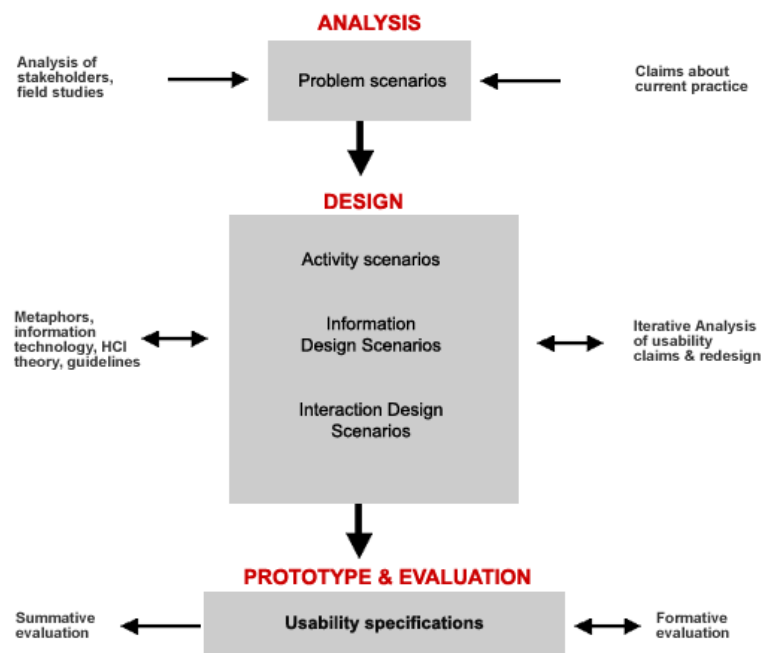 ANALYSIS
Analysis of
stakeholders,
field studies
Problem scenarios
Claims about
current practice
DESIGN
Activity scenarios
Metaphors,
information
technology, HCI
theory, guidelines
Information
Design Scenarios
Iterative Analysis
of usability
claims & redesign
Interaction Design
Scenarios
PROTOTYPE & EVALUATION
Summative
evaluation
Usability specifications
Formative
evaluation